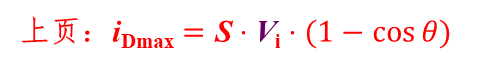 上页：iDmax = S · Vi · (1 − cos θ)